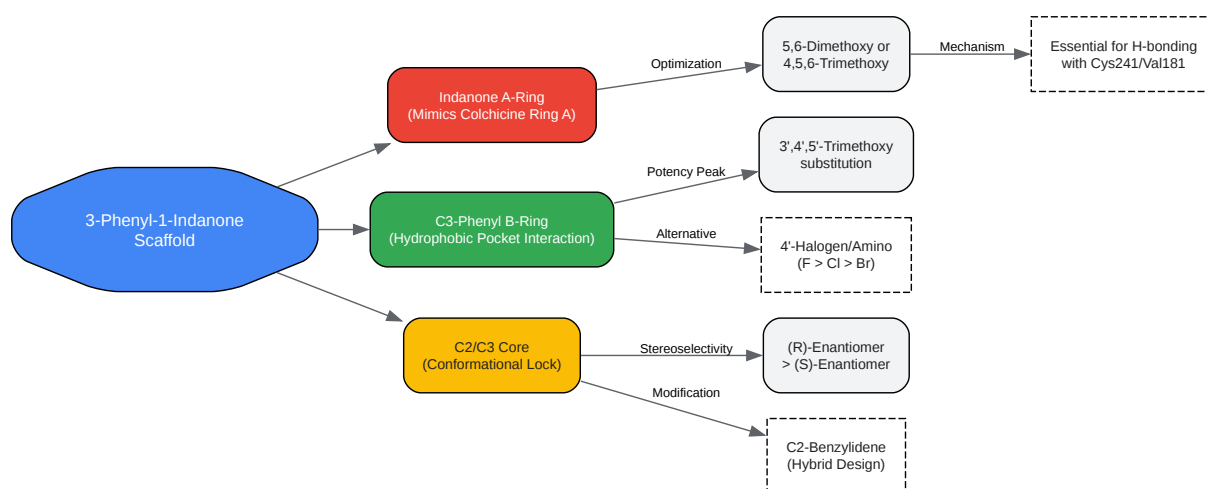 3-Phenyl-1-Indanone
Scaffold
Indanone A-Ring
(Mimics Colchicine Ring A)
Optimization
5,6-Dimethoxy or
4,5,6-Trimethoxy
Mechanism
Essential for H-bonding
with Cys241/Val181
C3-Phenyl B-Ring
(Hydrophobic Pocket Interaction)
Potency Peak
3',4',5'-Trimethoxy
substitution
Alternative
4'-Halogen/Amino
(F > Cl > Br)
C2/C3 Core
(Conformational Lock)
Stereoselectivity
(R)-Enantiomer
> (S)-Enantiomer
Modification
C2-Benzylidene
(Hybrid Design)